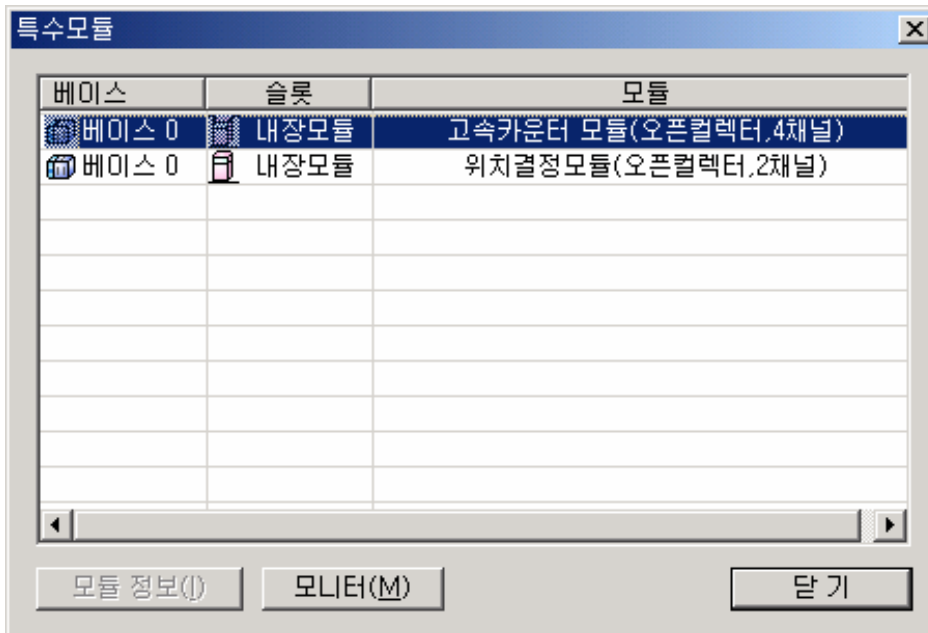 특수모듈
베이스 슬롯 모듈
베이스 0 내장모듈 고속카운터 모듈(오픈컬렉터,4채널)
베이스 0 내장모듈 위치결정모듈(오픈컬렉터,2채널)
모듈 정보(I) 모니터(M) 닫 기